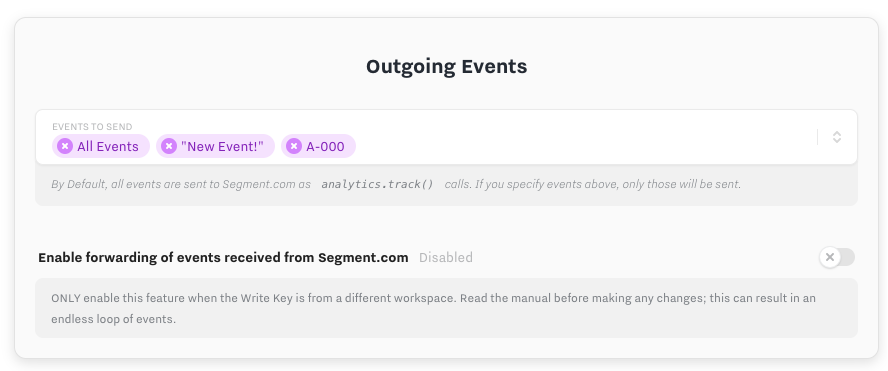 Outgoing Events
EVENTS TO SEND
All Events "New Event!" A-000
By Default, all events are sent to Segment.com as analytics.track() calls. If you specify events above, only those will be sent.
Enable forwarding of events received from Segment.com Disabled
ONLY enable this feature when the Write Key is from a different workspace. Read the manual before making any changes; this can result in an
endless loop of events.